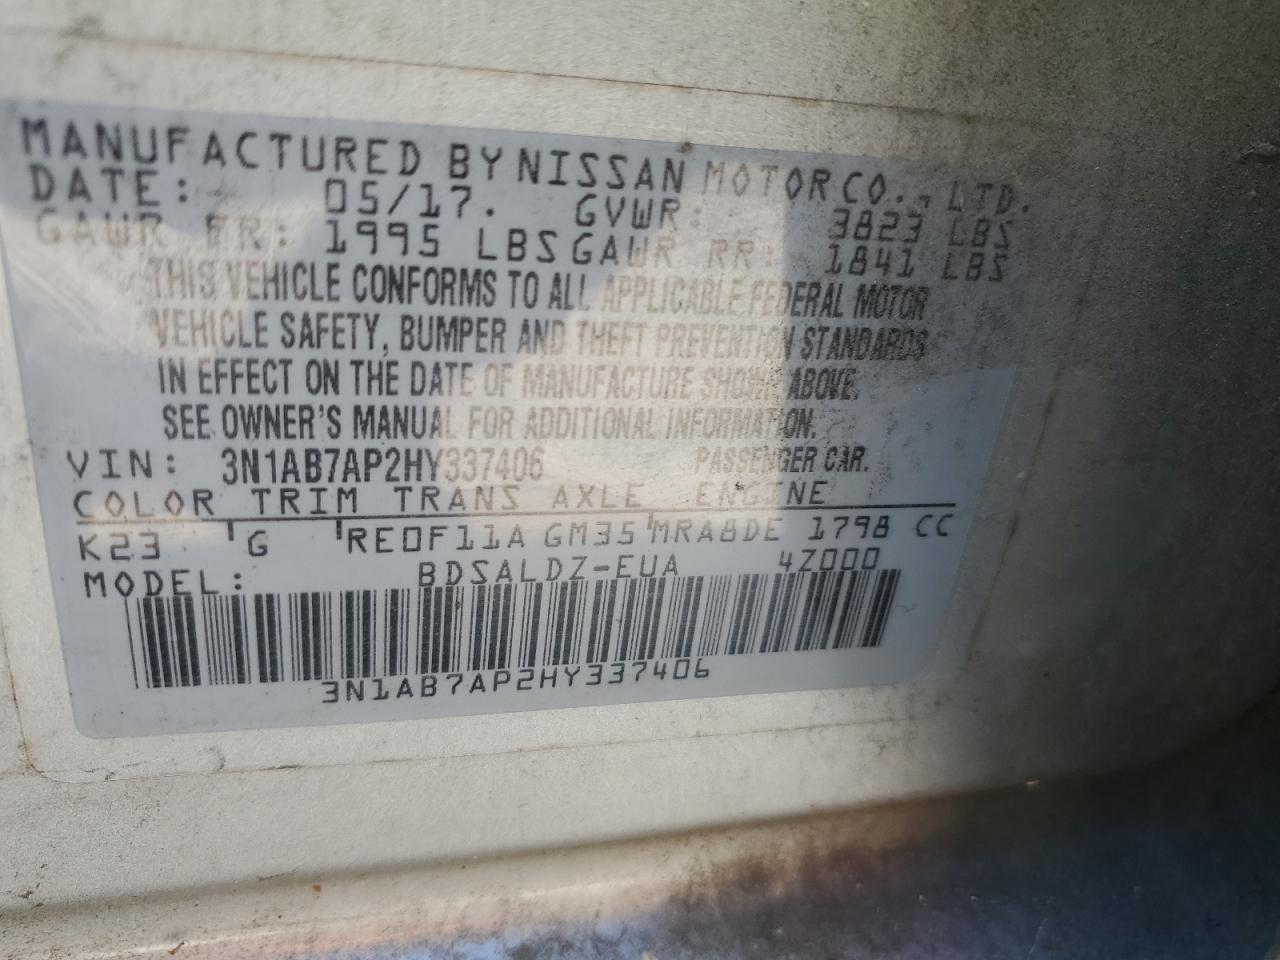 MANUFACTURED BY NISSAN MOTOR CO., LTD.
DATE: 05/17. GVWR: 3823 LBS
GAWR FR: 1995 LBS GAWR RR: 1841 LBS
THIS VEHICLE CONFORMS TO ALL APPLICABLE FEDERAL MOTOR
VEHICLE SAFETY, BUMPER AND THEFT PREVENTION STANDARDS
IN EFFECT ON THE DATE OF MANUFACTURE SHOWN ABOVE.
SEE OWNER'S MANUAL FOR ADDITIONAL INFORMATION.
VIN: 3N1AB7AP2HY337406 PASSENGER CAR.
COLOR TRIM TRANS AXLE ENGINE
K23 G RE0F11A GM35 MRA8DE 1798 CC
MODEL: BDSALDZ-EUA 4Z000
3N1AB7AP2HY337406